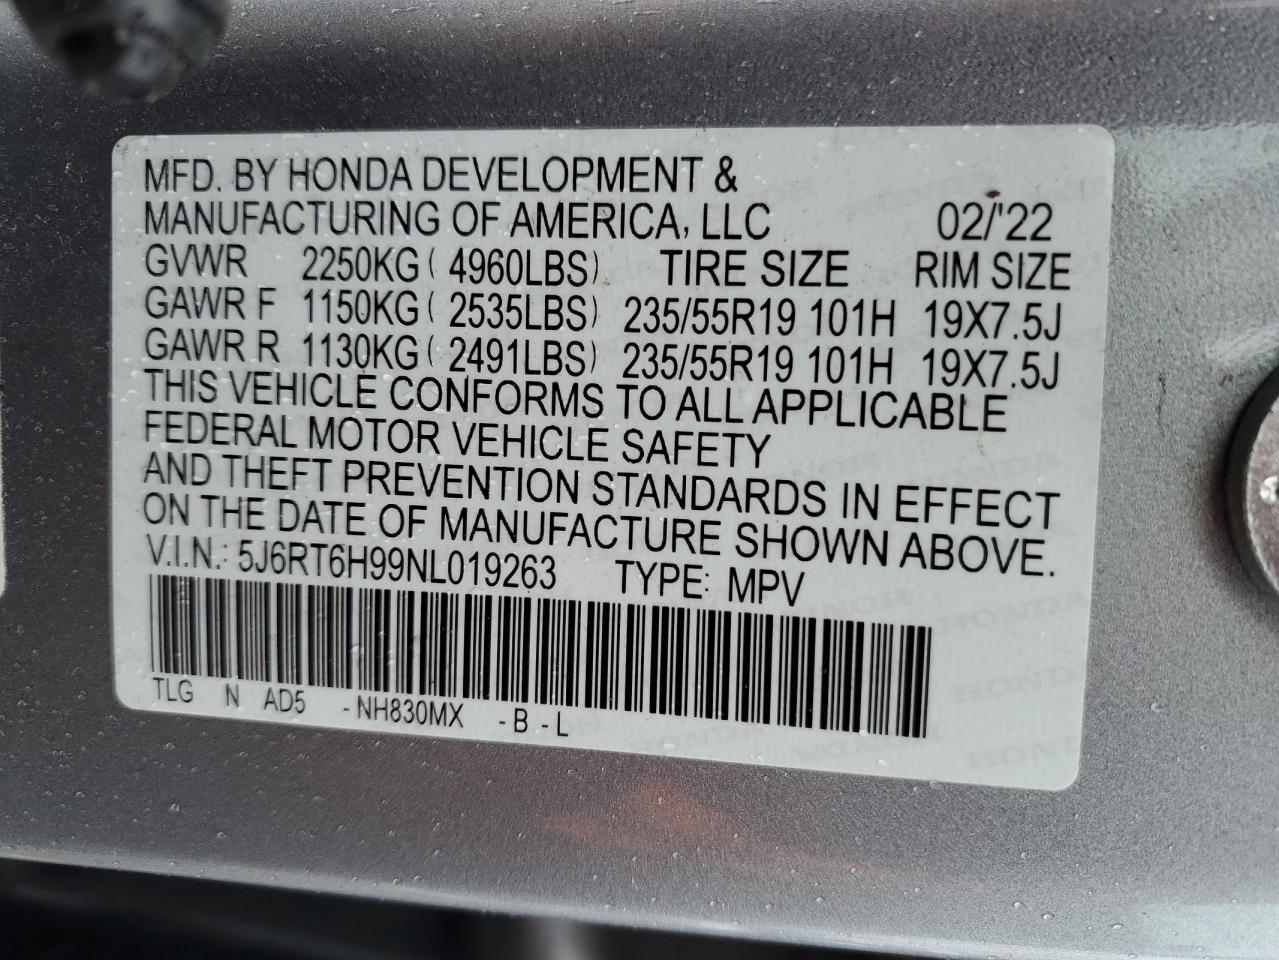 MFD. BY HONDA DEVELOPMENT &
MANUFACTURING OF AMERICA, LLC 02/'22
GVWR 2250KG ( 4960LBS) TIRE SIZE RIM SIZE
GAWR F 1150KG ( 2535LBS) 235/55R19 101H 19X7.5J
GAWR R 1130KG ( 2491LBS) 235/55R19 101H 19X7.5J
THIS VEHICLE CONFORMS TO ALL APPLICABLE
FEDERAL MOTOR VEHICLE SAFETY
AND THEFT PREVENTION STANDARDS IN EFFECT
ON THE DATE OF MANUFACTURE SHOWN ABOVE.
V.I.N.: 5J6RT6H99NL019263 TYPE: MPV
TLG N AD5 -NH830MX -B -L